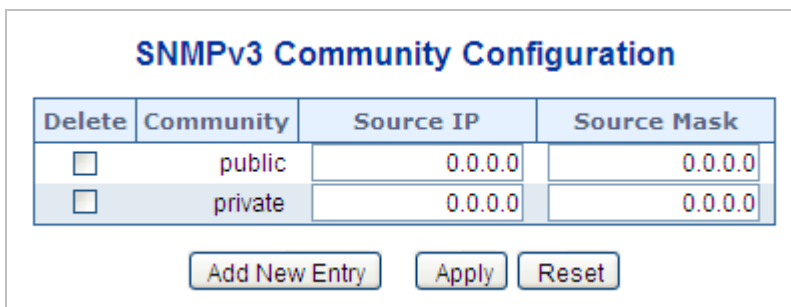 SNMPv3 Community Configuration
Delete Community Source IP Source Mask
public 0.0.0.0 0.0.0.0
private 0.0.0.0 0.0.0.0
Add New Entry Apply Reset